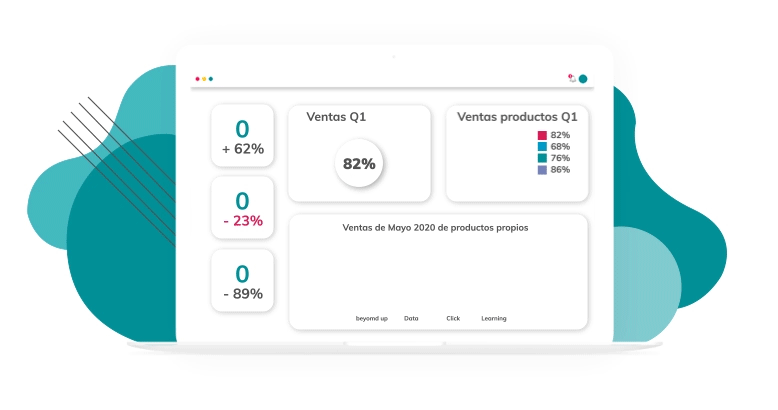 0
+ 62%
0
- 23%
0
- 89%
Ventas Q1
82%
Ventas productos Q1
82%
68%
76%
86%
Ventas de Mayo 2020 de productos propios
beyomd up Data Click Learning